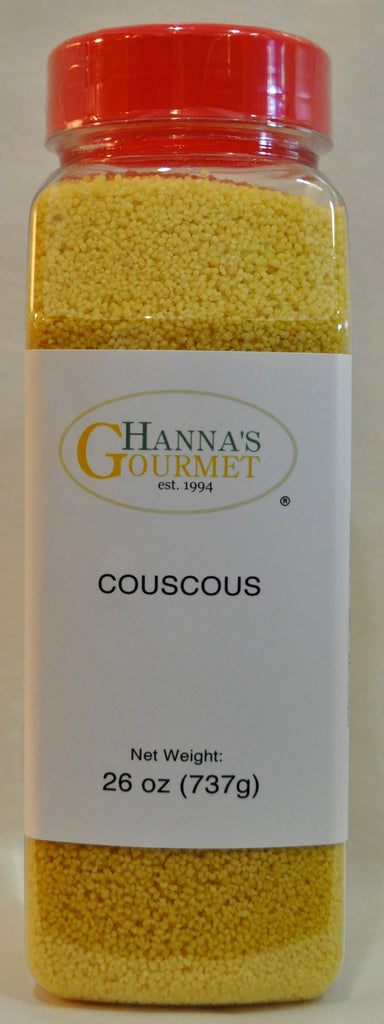 HANNA'S
GOURMET
est. 1994
®
COUSCOUS
Net Weight:
26 oz (737g)